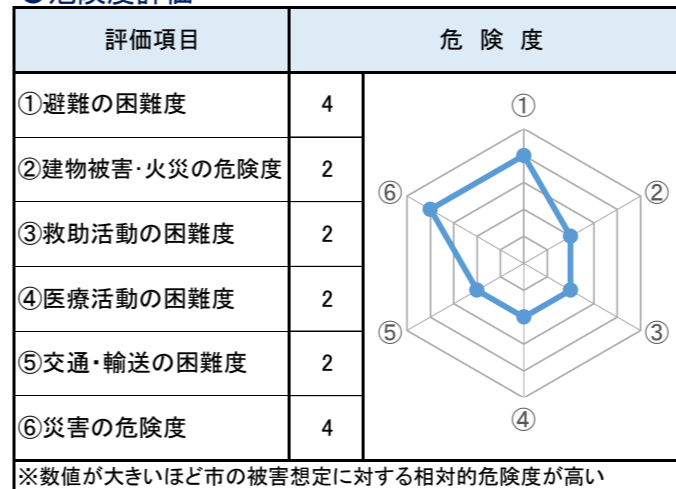 ●危険度評価
評価項目 危 険 度
①避難の困難度 4
②建物被害・火災の危険度 2
③救助活動の困難度 2
④医療活動の困難度 2
⑤交通・輸送の困難度 2
⑥災害の危険度 4
①
②
③
④
⑤
⑥
※数値が大きいほど市の被害想定に対する相対的危険度が高い